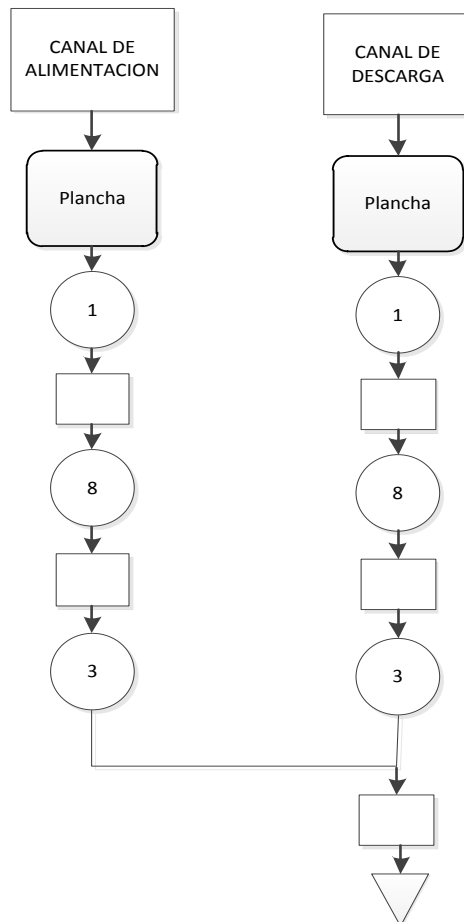 CANAL DE
ALIMENTACION
Plancha
1
8
3
CANAL DE
DESCARGA
Plancha
1
8
3